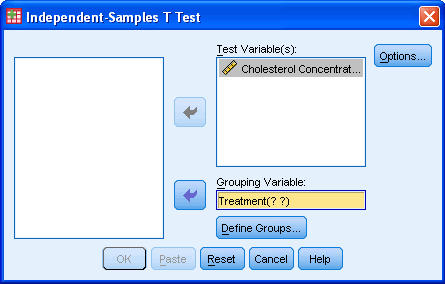 Independent-Samples T Test
Test Variable(s):
Cholesterol Concentrat...
Options...
Grouping Variable:
Treatment(? ?)
Define Groups...
OK Paste Reset Cancel Help